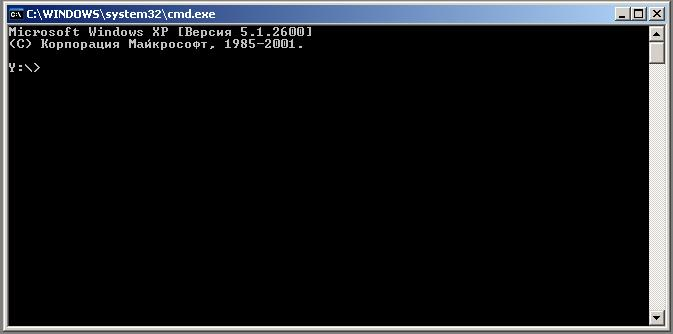 C:\WINDOWS\system32\cmd.exe
Microsoft Windows XP [Версия 5.1.2600]
(C) Корпорация Майкрософт, 1985-2001.
Y:\>